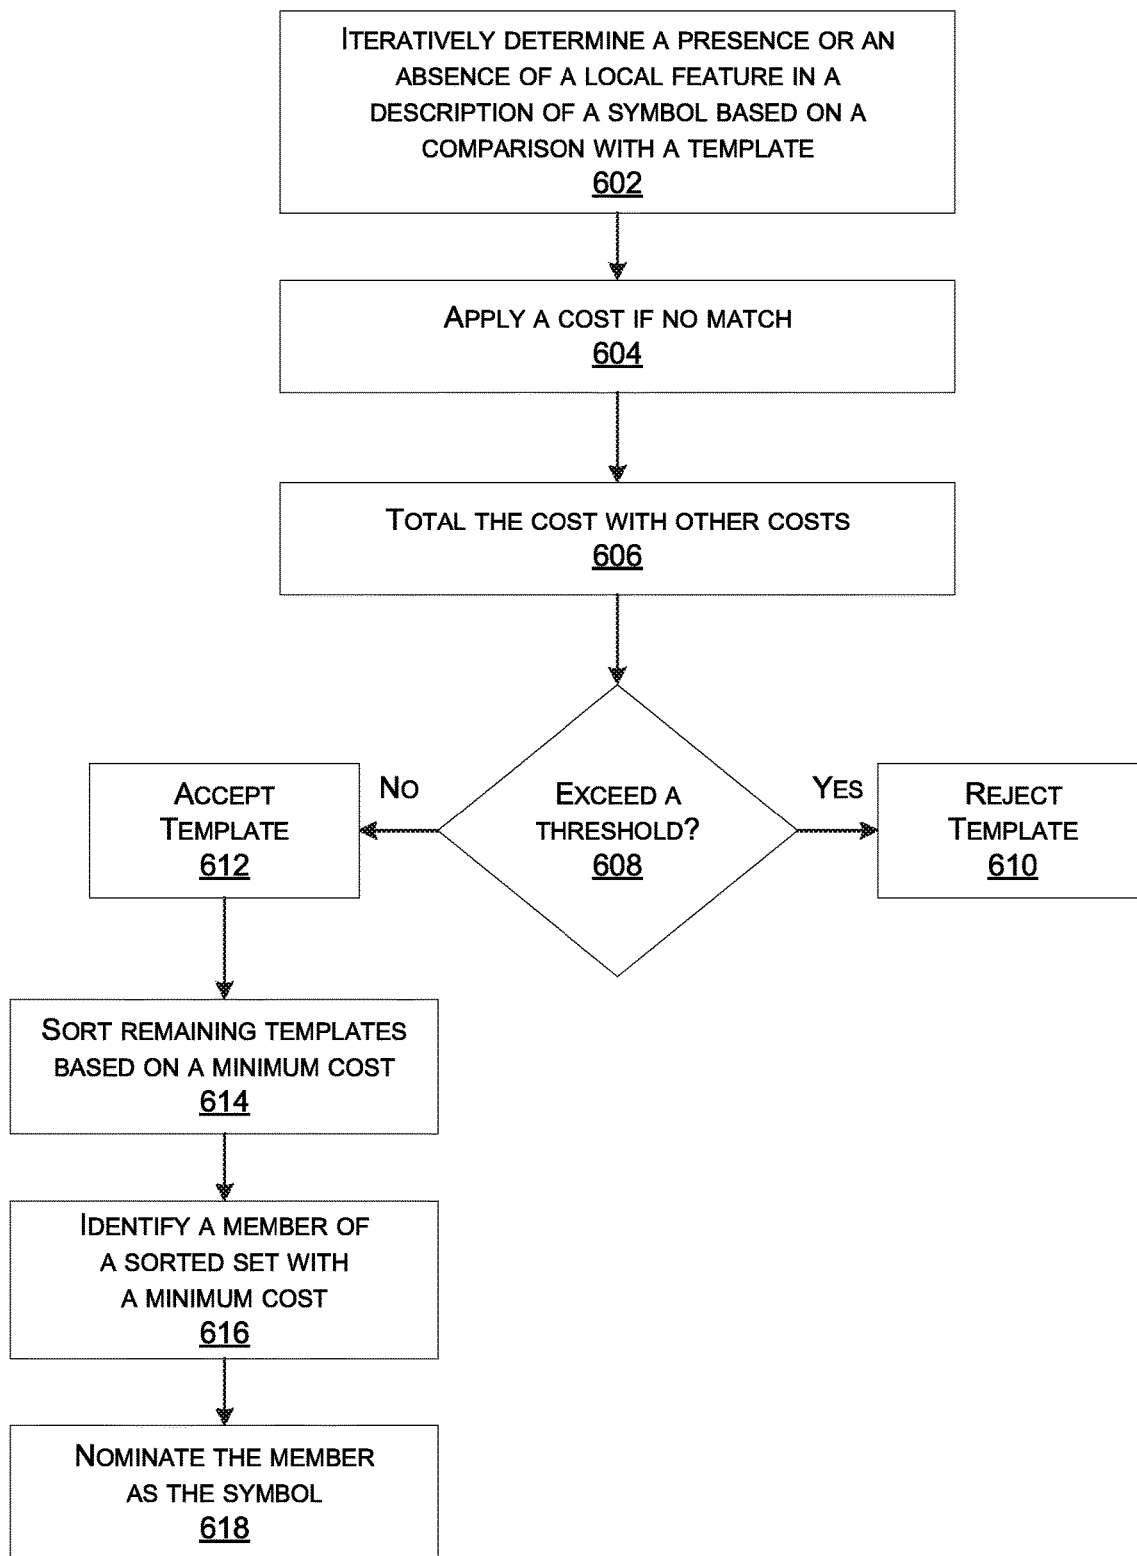 ITERATIVELY DETERMINE A PRESENCE OR AN
ABSENCE OF A LOCAL FEATURE IN A
DESCRIPTION OF A SYMBOL BASED ON A
COMPARISON WITH A TEMPLATE
602
APPLY A COST IF NO MATCH
604
TOTAL THE COST WITH OTHER COSTS
606
EXCEED A
THRESHOLD?
608
NO
YES
ACCEPT
TEMPLATE
612
REJECT
TEMPLATE
610
SORT REMAINING TEMPLATES
BASED ON A MINIMUM COST
614
IDENTIFY A MEMBER OF
A SORTED SET WITH
A MINIMUM COST
616
NOMINATE THE MEMBER
AS THE SYMBOL
618